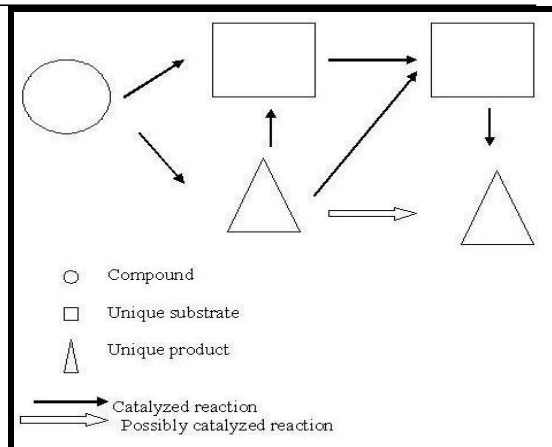 Compound
Unique substrate
Unique product
Catalyzed reaction
Possibly catalyzed reaction